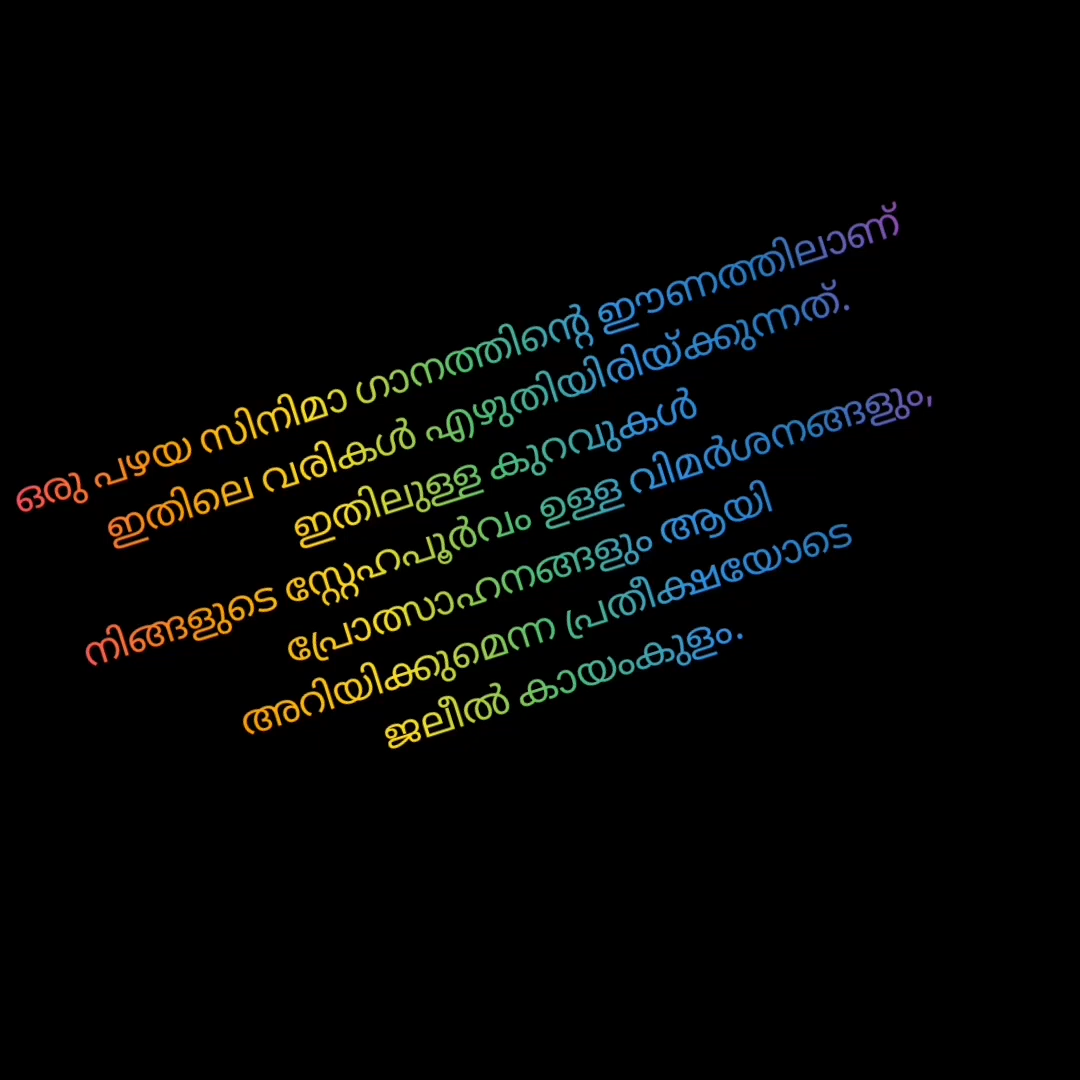 ഒരു പഴയ സിനിമാ ഗാനത്തിന്റെ ഈണത്തിലാണ്
ഇതിലെ വരികൾ എഴുതിയിരിയ്ക്കുന്നത്.
ഇതിലുള്ള കുറവുകൾ
നിങ്ങളുടെ സ്നേഹപൂർവം ഉള്ള വിമർശനങ്ങളും,
പ്രോത്സാഹനങ്ങളും ആയി
അറിയിക്കുമെന്ന പ്രതീക്ഷയോടെ
ജലീൽ കായംകുളം.